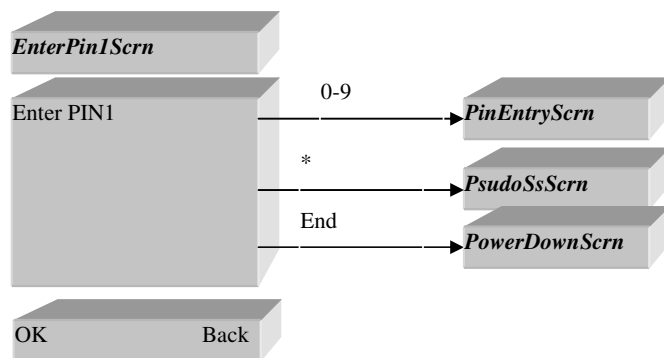 EnterPin1Scrn
Enter PIN1
0-9
PinEntryScrn
*
PsudoSsScrn
End
PowerDownScrn
OK Back